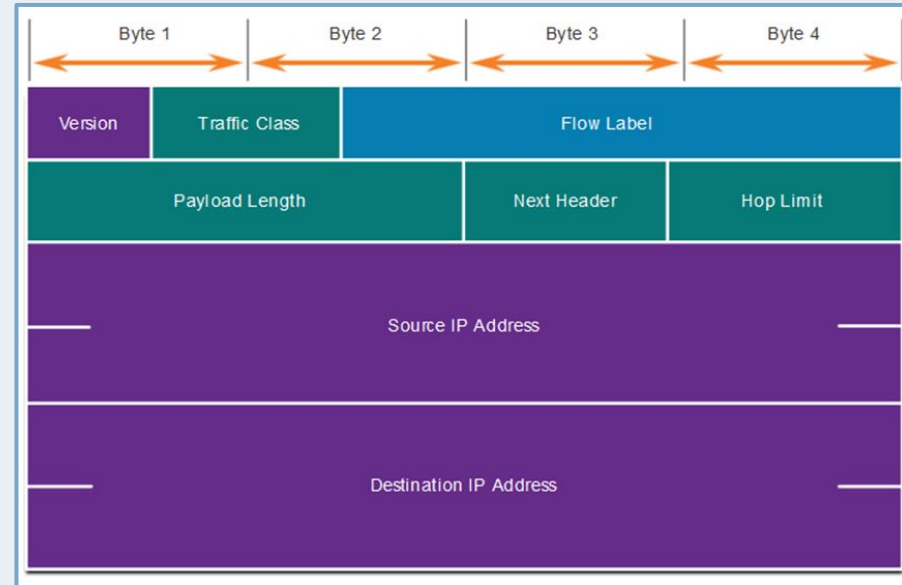 Byte 1 Byte 2 Byte 3 Byte 4
Version Traffic Class Flow Label
Payload Length Next Header Hop Limit
Source IP Address
Destination IP Address